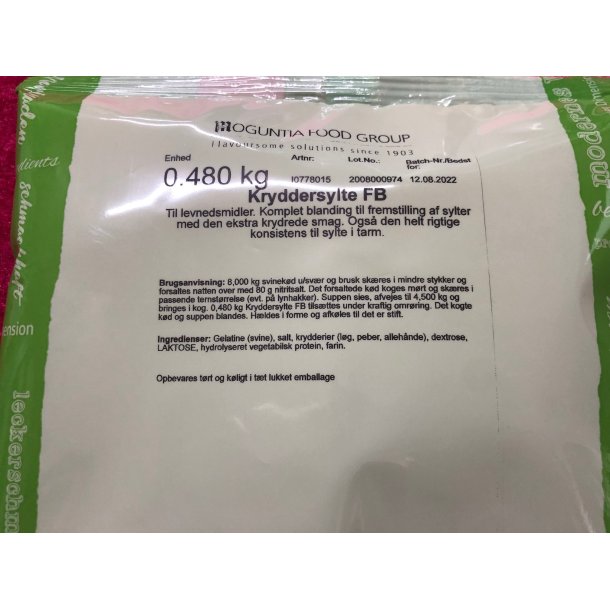 MOGUNTIA FOOD GROUP
Flavoursome solutions since 1903
Enhed Artnr: Lot.No.: Batch-Nr./Bedst for:
0.480 kg I0778015 2008000974 12.08.2022
Kryddersylte FB
Til levnedsmidler. Komplet blanding til fremstilling af sylter
med den ekstra krydrede smag. Også den helt rigtige
konsistens til sylte i tarm.
Brugsanvisning: 8,000 kg svinekød u/svær og brusk skæres i mindre stykker og
forsaltes natten over med 80 g nitritsalt. Det forsaltede kød koges mørt og skæres i
passende ternstørrelse (evt. på lynhakker). Suppen sies, afvejes til 4,500 kg og
bringes i kog. 0,480 kg Kryddersylte FB tilsættes under kraftig omrøring. Det kogte
kød og suppen blandes. Hældes i forme og afkøles til det er stift.
Ingredienser: Gelatine (svine), salt, krydderier (løg, peber, allehånde), dextrose,
LAKTOSE, hydrolyseret vegetabilsk protein, farin.
Opbevares tørt og køligt i tæt lukket emballage
schmackhaft
leckerschm